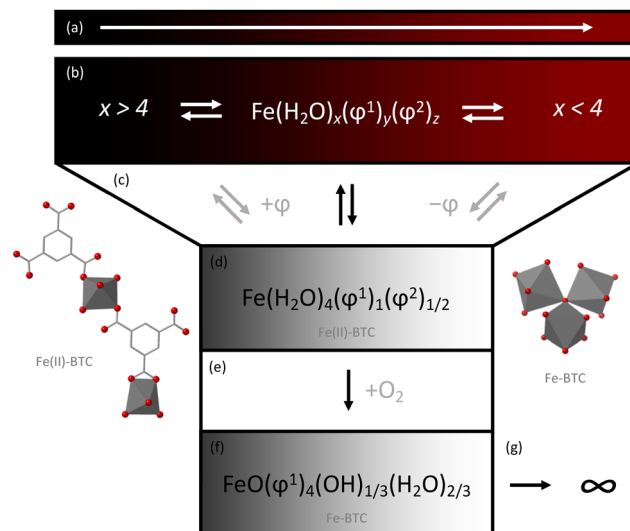 (a)
(b)
x > 4 ⇌ Fe(H₂O)ₓ(φ¹)ᵧ(φ²)_z ⇌ x < 4
(c)
+φ
−φ
(d)
Fe(H₂O)₄(φ¹)₁(φ²)₁/₂
Fe(II)-BTC
Fe(II)-BTC
Fe-BTC
(e)
+O₂
(f)
(g)
FeO(φ¹)₄(OH)₁/₃(H₂O)₂/₃
∞
Fe-BTC